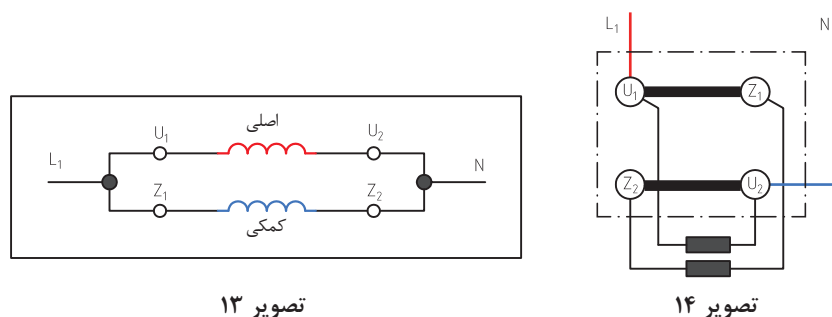 L₁ N
U₁ Z₁
Z₂ U₂
تصویر ۱۴
اصلی
U₁ U₂
L₁ N
Z₁ Z₂
کمکی
تصویر ۱۳